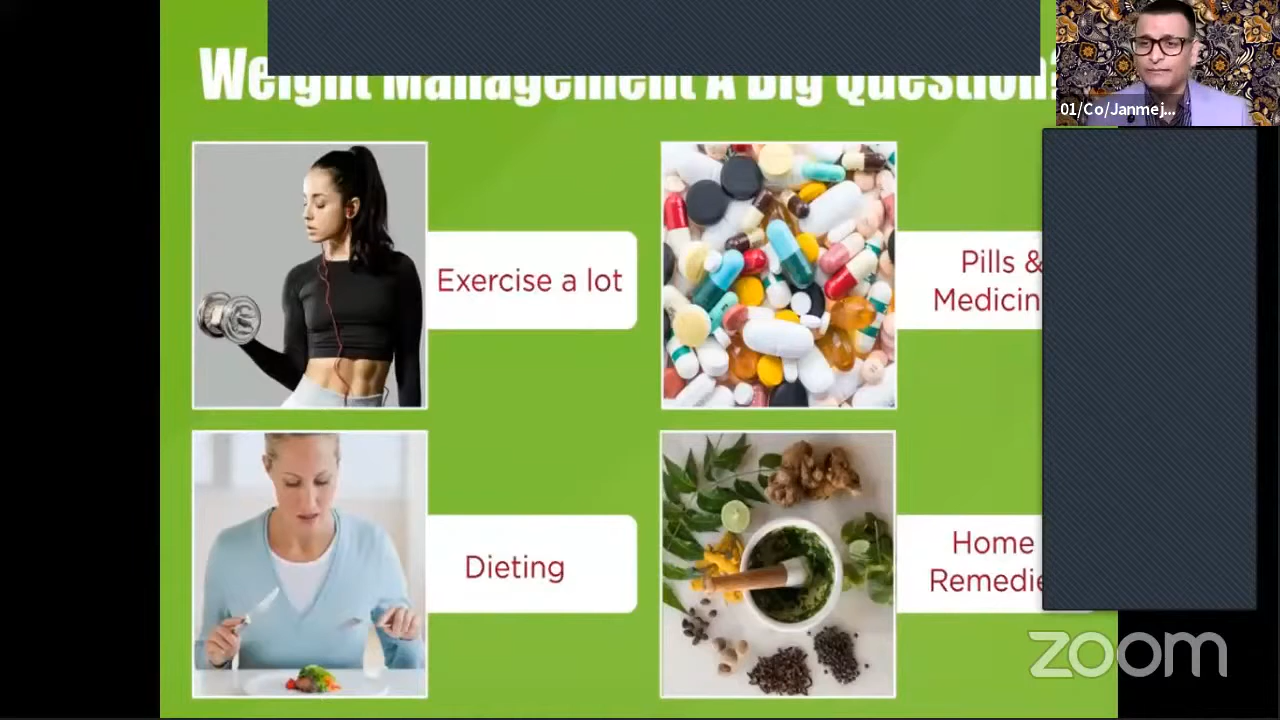 Weight Management A Big Question?
01/Co/Janmej...
Exercise a lot
Pills &
Medicin
Dieting
Home
Remedie
zoom